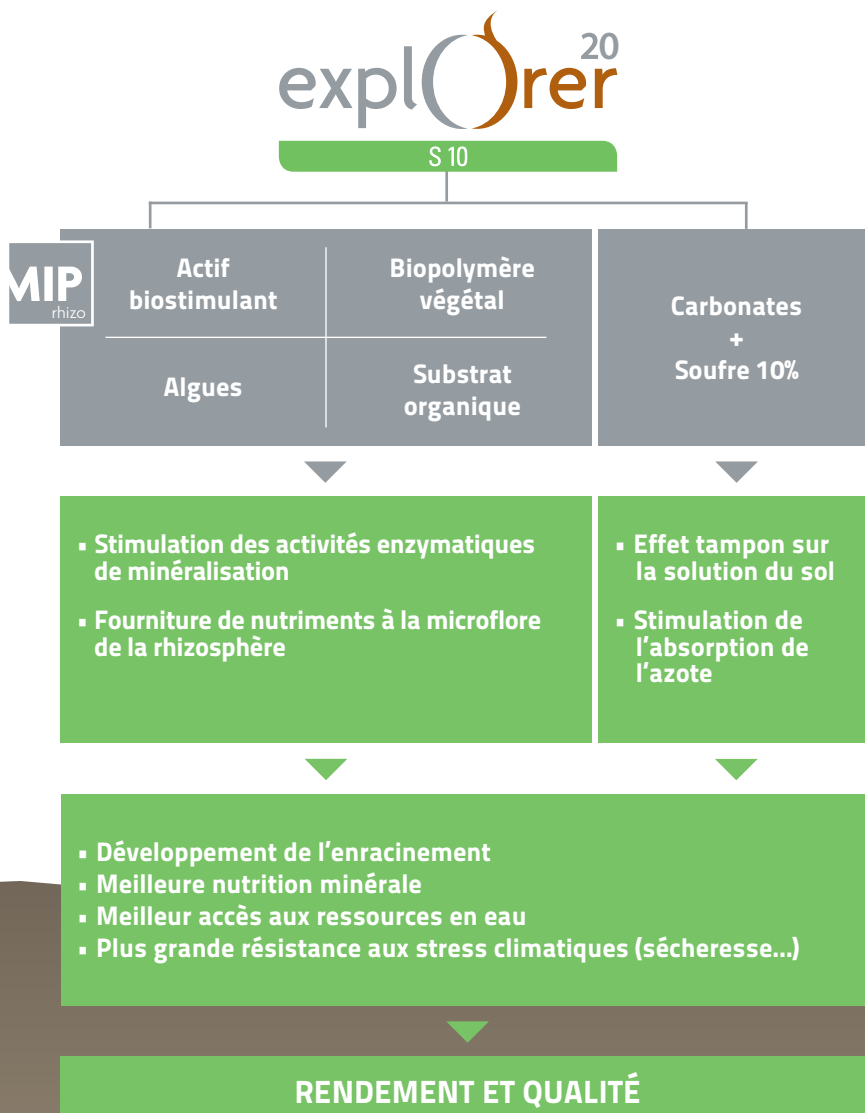 explOrer 20
S 10
MIP
rhizo
Actif
biostimulant
Biopolymère
végétal
Algues
Substrat
organique
Carbonates
+
Soufre 10%
▪ Stimulation des activités enzymatiques
de minéralisation
▪ Fourniture de nutriments à la microflore
de la rhizosphère
▪ Effet tampon sur
la solution du sol
▪ Stimulation de
l'absorption de
l'azote
▪ Développement de l'enracinement
▪ Meilleure nutrition minérale
▪ Meilleur accès aux ressources en eau
▪ Plus grande résistance aux stress climatiques (sécheresse...)
RENDEMENT ET QUALITÉ